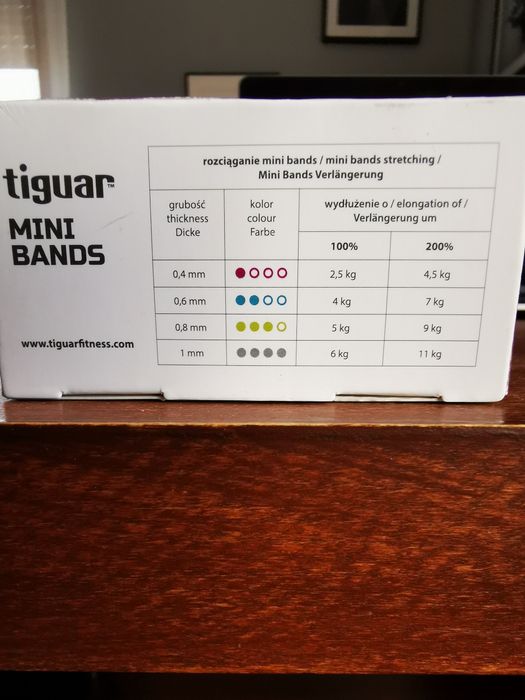 tiguar™
MINI
BANDS
www.tiguarfitness.com
rozciąganie mini bands / mini bands stretching /
Mini Bands Verlängerung
grubość
thickness
Dicke
kolor
colour
Farbe
wydłużenie o / elongation of /
Verlängerung um
100% 200%
0,4 mm 2,5 kg 4,5 kg
0,6 mm 4 kg 7 kg
0,8 mm 5 kg 9 kg
1 mm 6 kg 11 kg